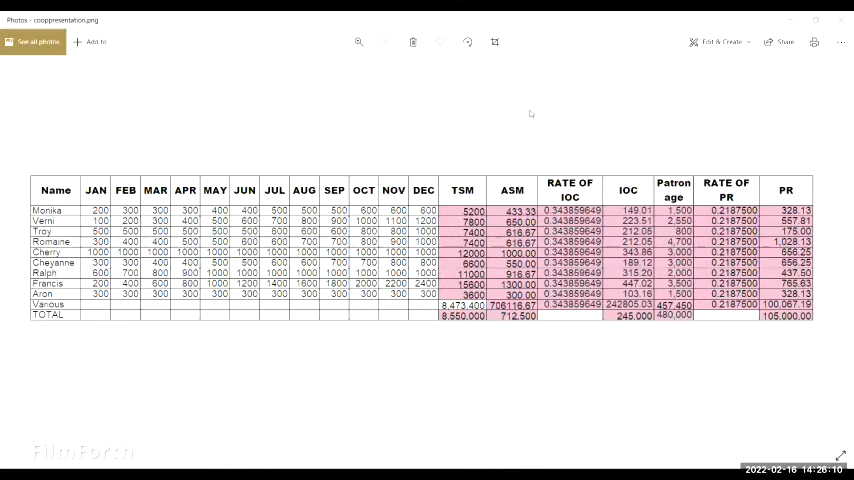 Photos - cooppresentation.png
See all photos + Add to
Edit & Create Share
Name JAN FEB MAR APR MAY JUN JUL AUG SEP OCT NOV DEC TSM ASM RATE OF IOC IOC Patron age RATE OF PR PR
Monika 200 300 300 300 400 400 500 500 500 600 600 600 5200 433.33 0.343859649 149.01 1,500 0.2187500 328.13
Verni 100 200 300 400 500 600 700 800 900 1000 1100 1200 7800 650.00 0.343859649 223.51 2,550 0.2187500 557.81
Troy 500 500 500 500 500 600 600 600 600 800 800 1000 7400 616.67 0.343859649 212.05 800 0.2187500 175.00
Romaine 300 400 400 500 500 600 600 700 700 800 900 1000 7400 616.67 0.343859649 212.05 4,700 0.2187500 1,028.13
Cherry 1000 1000 1000 1000 1000 1000 1000 1000 1000 1000 1000 1000 12000 1000.00 0.343859649 343.86 3,000 0.2187500 656.25
Cheyanne 300 300 400 400 500 500 600 600 700 700 800 800 6600 550.00 0.343859649 189.12 3,000 0.2187500 656.25
Ralph 600 700 800 900 1000 1000 1000 1000 1000 1000 1000 1000 11000 916.67 0.343859649 315.20 2,000 0.2187500 437.50
Francis 200 400 600 800 1000 1200 1400 1600 1800 2000 2200 2400 15600 1300.00 0.343859649 447.02 3,500 0.2187500 765.63
Aron 300 300 300 300 300 300 300 300 300 300 300 300 3600 300.00 0.343859649 103.16 1,500 0.2187500 328.13
Various 8,473,400 706116.67 0.343859649 242805.03 457,450 0.2187500 100,067.19
TOTAL 8,550,000 712,500 245,000 480,000 105,000.00
FilmForth
2022-02-16 14:26:10